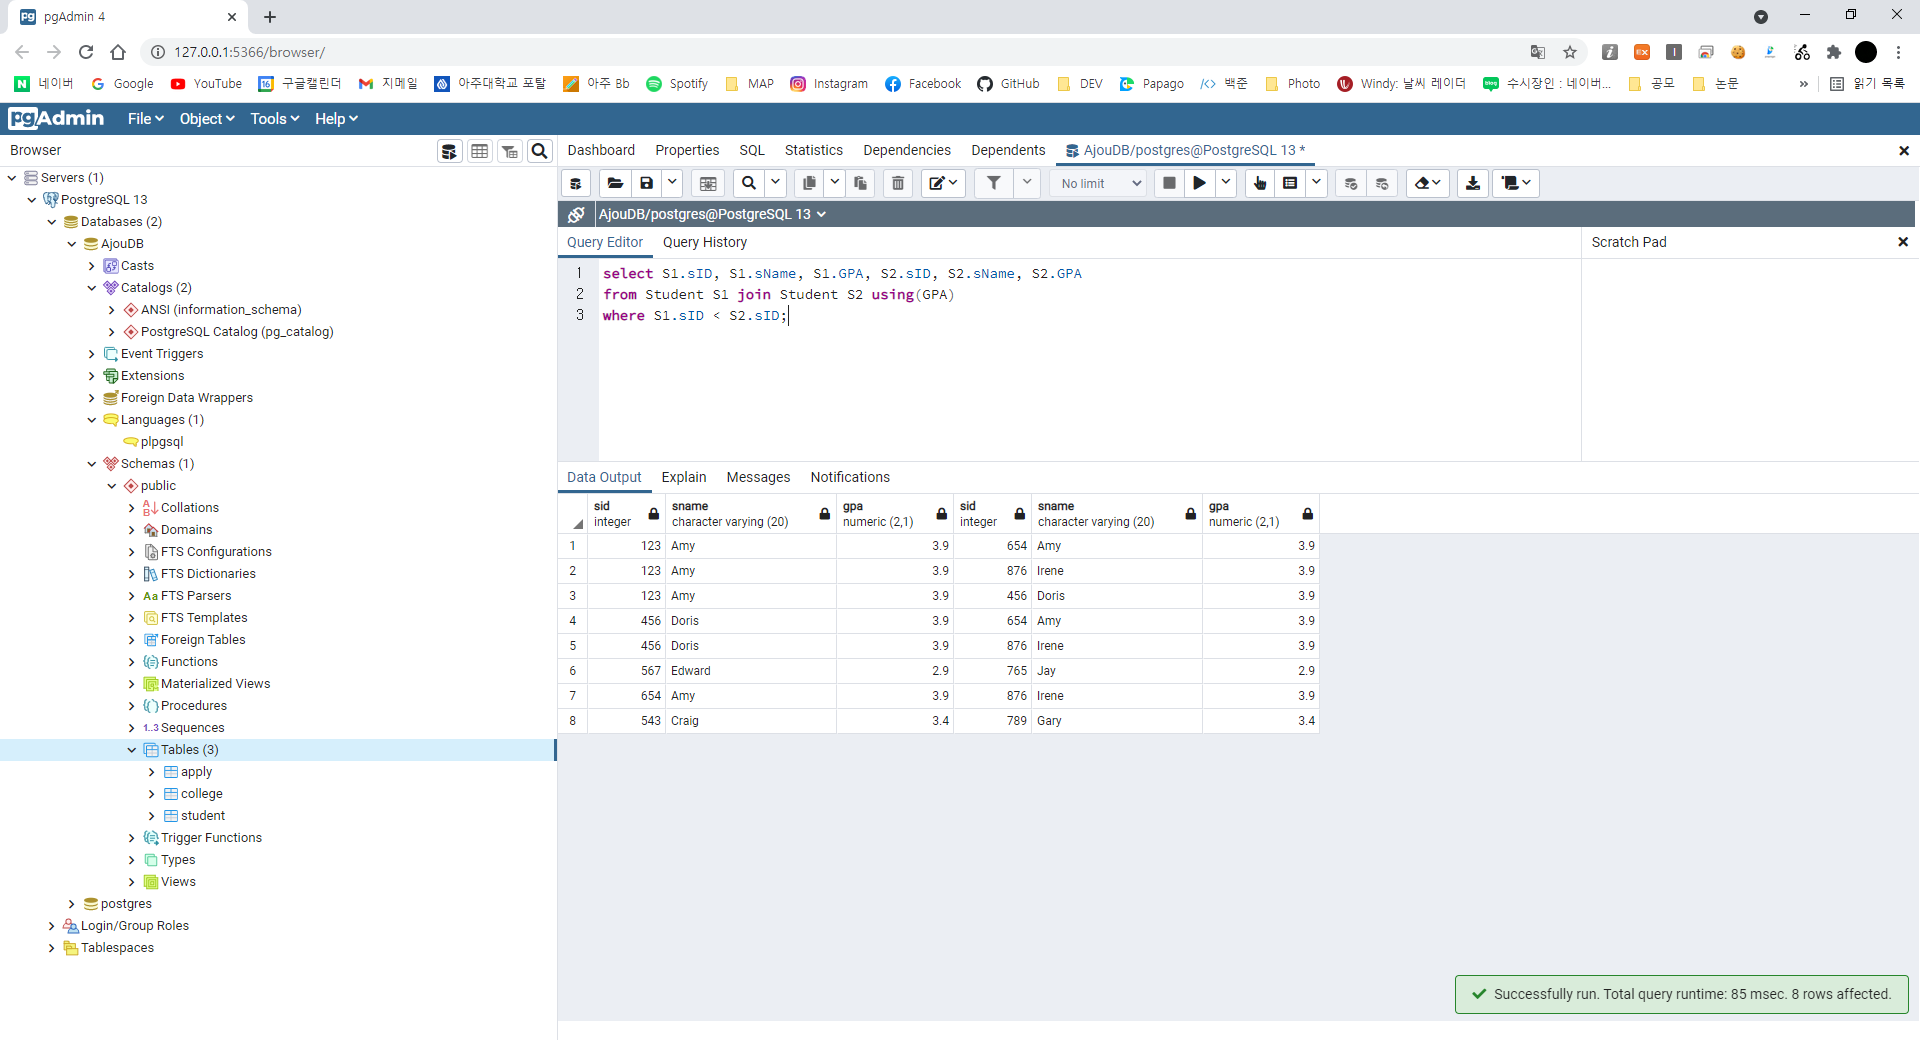 pgAdmin 4
127.0.0.1:5366/browser/
네이버 Google YouTube 구글캘린더 지메일 아주대학교 포탈 아주 Bb Spotify MAP Instagram Facebook GitHub DEV Papago 백준 Photo Windy: 날씨 레이더 수시장인 : 네이버... 공모 논문 » 읽기 목록
pgAdmin File Object Tools Help
Browser
Dashboard Properties SQL Statistics Dependencies Dependents AjouDB/postgres@PostgreSQL 13 *
No limit
AjouDB/postgres@PostgreSQL 13
Query Editor Query History
Scratch Pad
1 select S1.sID, S1.sName, S1.GPA, S2.sID, S2.sName, S2.GPA
2 from Student S1 join Student S2 using(GPA)
3 where S1.sID < S2.sID;
Servers (1)
PostgreSQL 13
Databases (2)
AjouDB
Casts
Catalogs (2)
ANSI (information_schema)
PostgreSQL Catalog (pg_catalog)
Event Triggers
Extensions
Foreign Data Wrappers
Languages (1)
plpgsql
Schemas (1)
public
Collations
Domains
FTS Configurations
FTS Dictionaries
FTS Parsers
FTS Templates
Foreign Tables
Functions
Materialized Views
Procedures
Sequences
Tables (3)
apply
college
student
Trigger Functions
Types
Views
postgres
Login/Group Roles
Tablespaces
Data Output Explain Messages Notifications
sid sname gpa sid sname gpa
integer character varying (20) numeric (2,1) integer character varying (20) numeric (2,1)
1 123 Amy 3.9 654 Amy 3.9
2 123 Amy 3.9 876 Irene 3.9
3 123 Amy 3.9 456 Doris 3.9
4 456 Doris 3.9 654 Amy 3.9
5 456 Doris 3.9 876 Irene 3.9
6 567 Edward 2.9 765 Jay 2.9
7 654 Amy 3.9 876 Irene 3.9
8 543 Craig 3.4 789 Gary 3.4
Successfully run. Total query runtime: 85 msec. 8 rows affected.